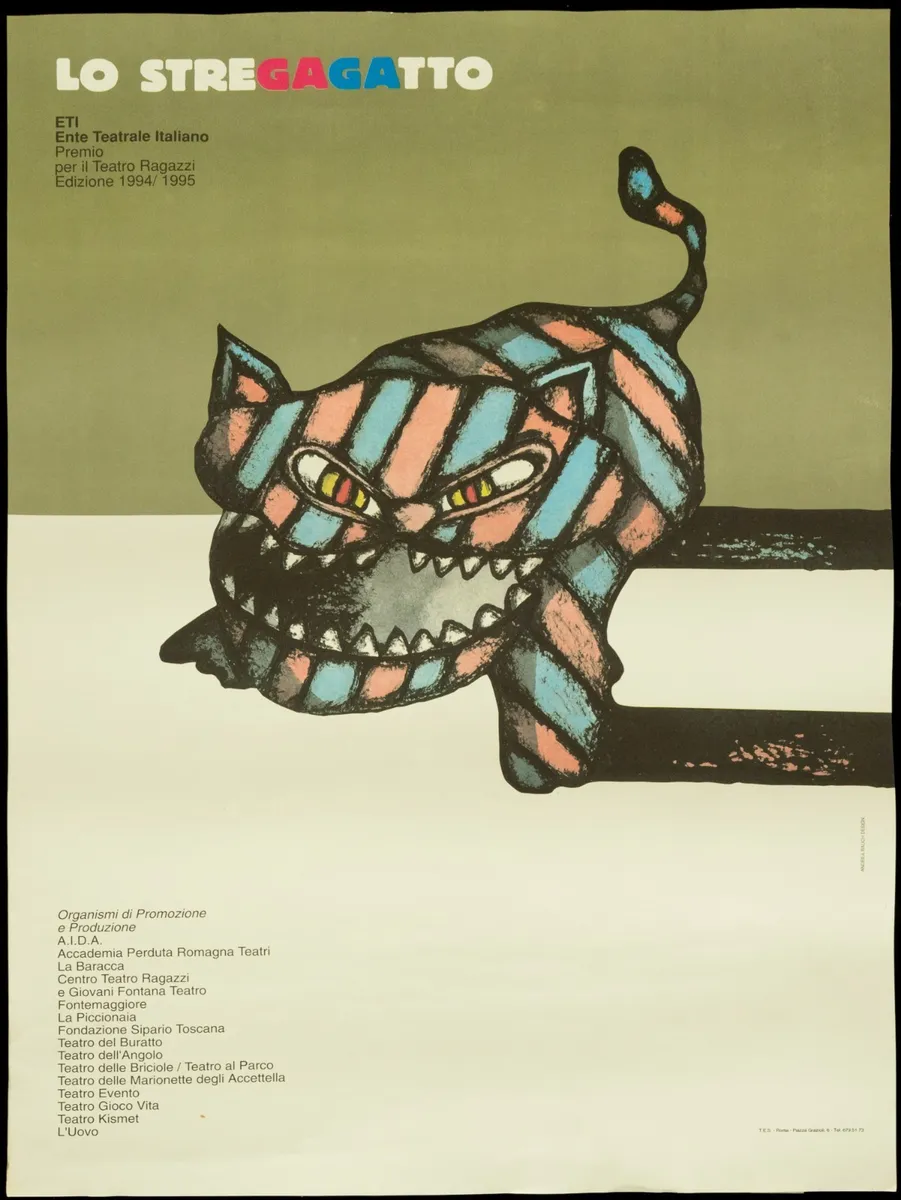 LO STREGAGATTO
ETI
Ente Teatrale Italiano
Premio
per il Teatro Ragazzi
Edizione 1994/ 1995
Organismi di Promozione
e Produzione
A.I.D.A.
Accademia Perduta Romagna Teatri
La Baracca
Centro Teatro Ragazzi
e Giovani Fontana Teatro
Fontemaggiore
La Piccionaia
Fondazione Sipario Toscana
Teatro del Buratto
Teatro dell'Angolo
Teatro delle Briciole / Teatro al Parco
Teatro delle Marionette degli Accettella
Teatro Evento
Teatro Gioco Vita
Teatro Kismet
L'Uovo